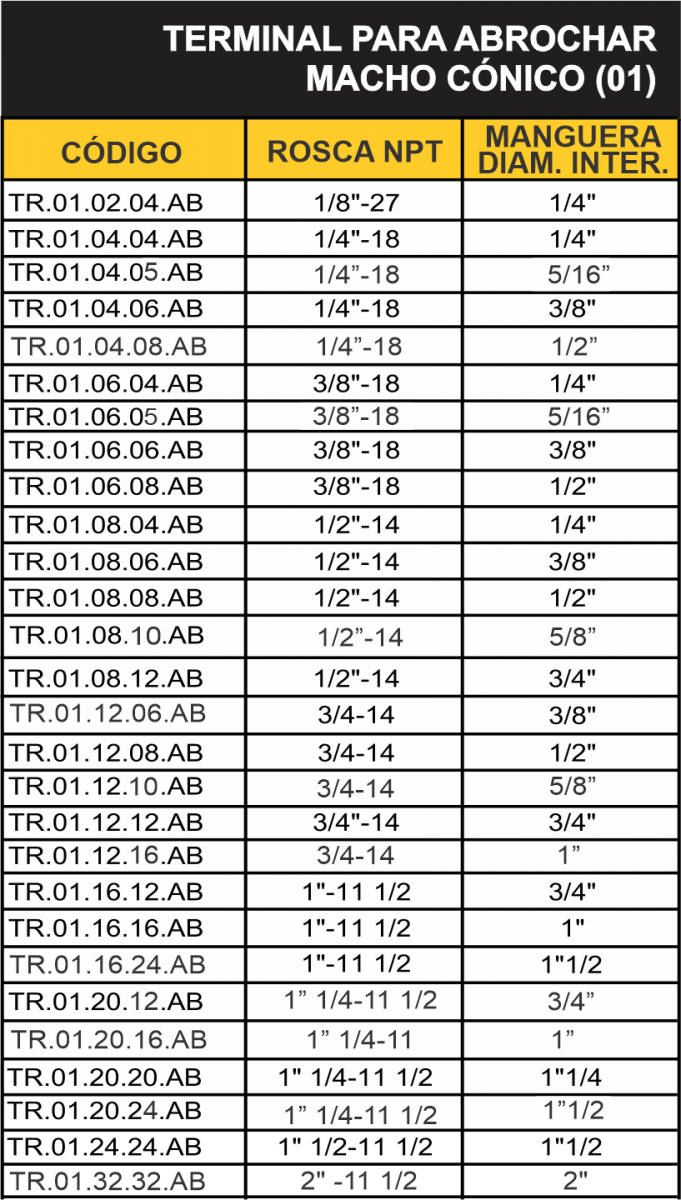 TERMINAL PARA ABROCHAR
MACHO CÓNICO (01)
CÓDIGO ROSCA NPT MANGUERA
DIAM. INTER.
TR.01.02.04.AB 1/8"-27 1/4"
TR.01.04.04.AB 1/4"-18 1/4"
TR.01.04.05.AB 1/4”-18 5/16”
TR.01.04.06.AB 1/4"-18 3/8"
TR.01.04.08.AB 1/4”-18 1/2”
TR.01.06.04.AB 3/8"-18 1/4"
TR.01.06.05.AB 3/8”-18 5/16”
TR.01.06.06.AB 3/8"-18 3/8"
TR.01.06.08.AB 3/8"-18 1/2"
TR.01.08.04.AB 1/2"-14 1/4"
TR.01.08.06.AB 1/2"-14 3/8"
TR.01.08.08.AB 1/2"-14 1/2"
TR.01.08.10.AB 1/2”-14 5/8”
TR.01.08.12.AB 1/2"-14 3/4"
TR.01.12.06.AB 3/4-14 3/8"
TR.01.12.08.AB 3/4-14 1/2"
TR.01.12.10.AB 3/4-14 5/8”
TR.01.12.12.AB 3/4"-14 3/4"
TR.01.12.16.AB 3/4-14 1”
TR.01.16.12.AB 1"-11 1/2 3/4"
TR.01.16.16.AB 1"-11 1/2 1"
TR.01.16.24.AB 1"-11 1/2 1"1/2
TR.01.20.12.AB 1” 1/4-11 1/2 3/4”
TR.01.20.16.AB 1” 1/4-11 1”
TR.01.20.20.AB 1" 1/4-11 1/2 1"1/4
TR.01.20.24.AB 1” 1/4-11 1/2 1”1/2
TR.01.24.24.AB 1" 1/2-11 1/2 1"1/2
TR.01.32.32.AB 2" -11 1/2 2"